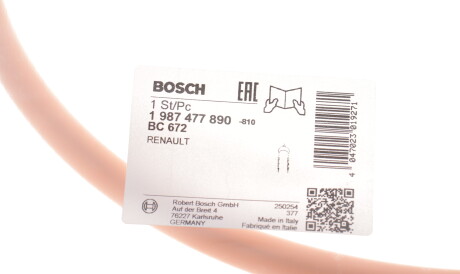 BOSCH
EAC
1 St/Pc
1 987 477 890 -810
BC 672
RENAULT
4 047023 019271
Robert Bosch GmbH
Auf der Breit 4
76227 Karlsruhe
GERMANY
250254
377
Made in Italy
Fabriqué en Italie